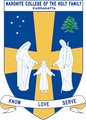 MARONITE COLLEGE OF THE HOLY FAMILY
PARRAMATTA
KNOW LOVE SERVE